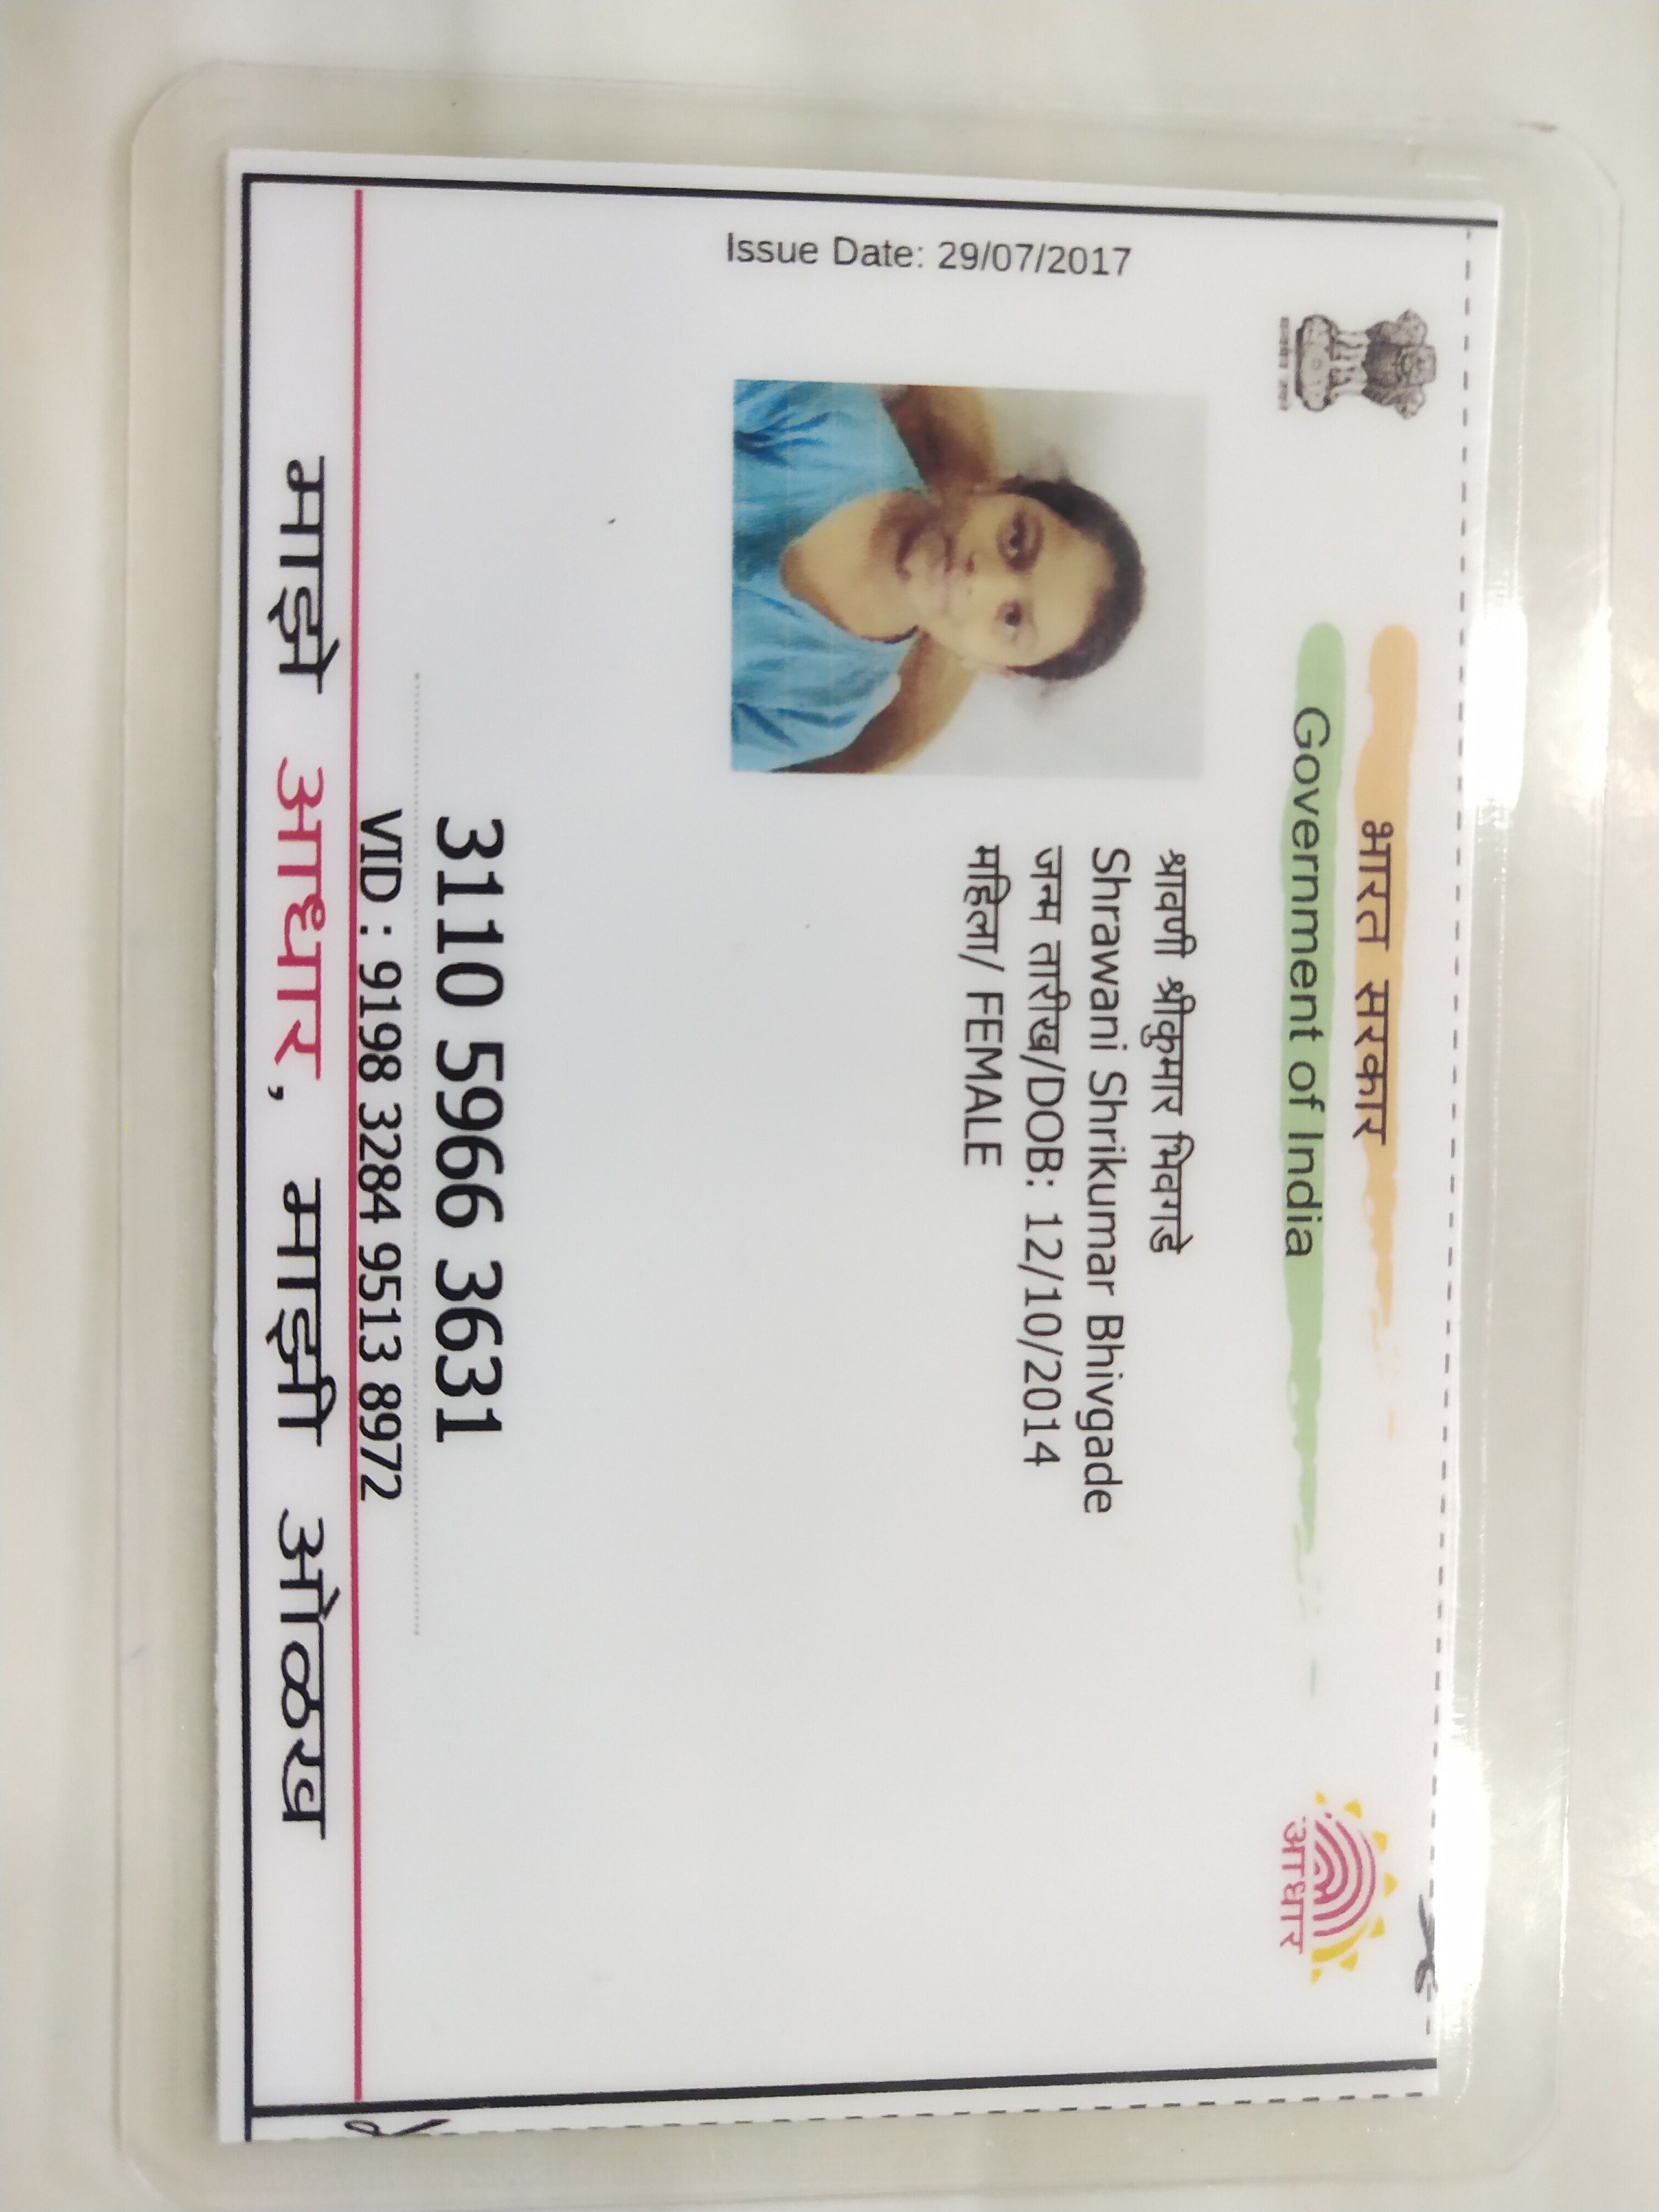 भारत सरकार
Government of India
आधार
Issue Date: 29/07/2017
श्रावणी श्रीकुमार भिवगडे
Shrawani Shrikumar Bhivgade
जन्म तारीख/DOB: 12/10/2014
महिला/ FEMALE
3110 5966 3631
VID : 9198 3284 9513 8972
माझे आधार, माझी ओळख